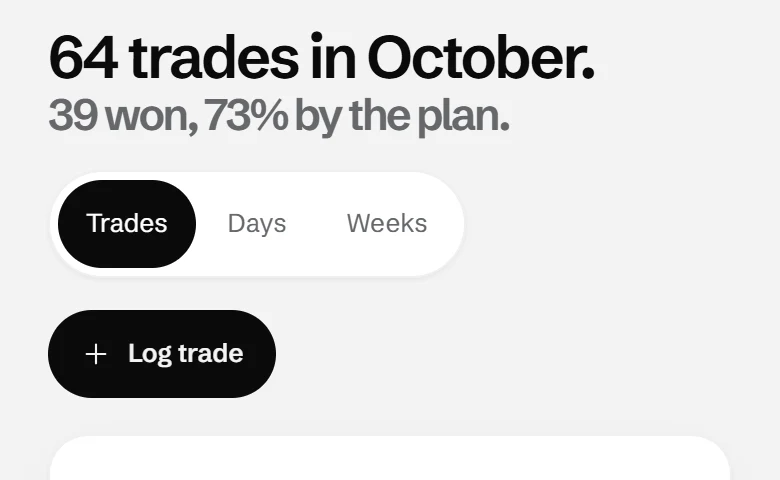 64 trades in October.
39 won, 73% by the plan.
Trades Days Weeks
+ Log trade